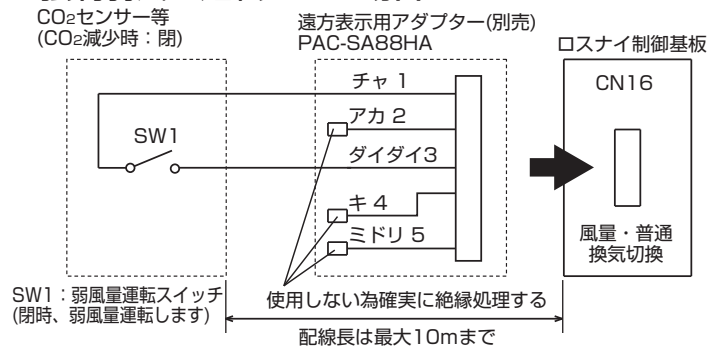 CO2センサー等
(CO2減少時：閉)
遠方表示用アダプター(別売)
PAC-SA88HA
ロスナイ制御基板
チャ 1
CN16
アカ 2
SW1
ダイダイ3
キ 4
ミドリ 5
風量・普通
換気切換
SW1：弱風量運転スイッチ
(閉時、弱風量運転します)
使用しない為確実に絶縁処理する
配線長は最大10mまで